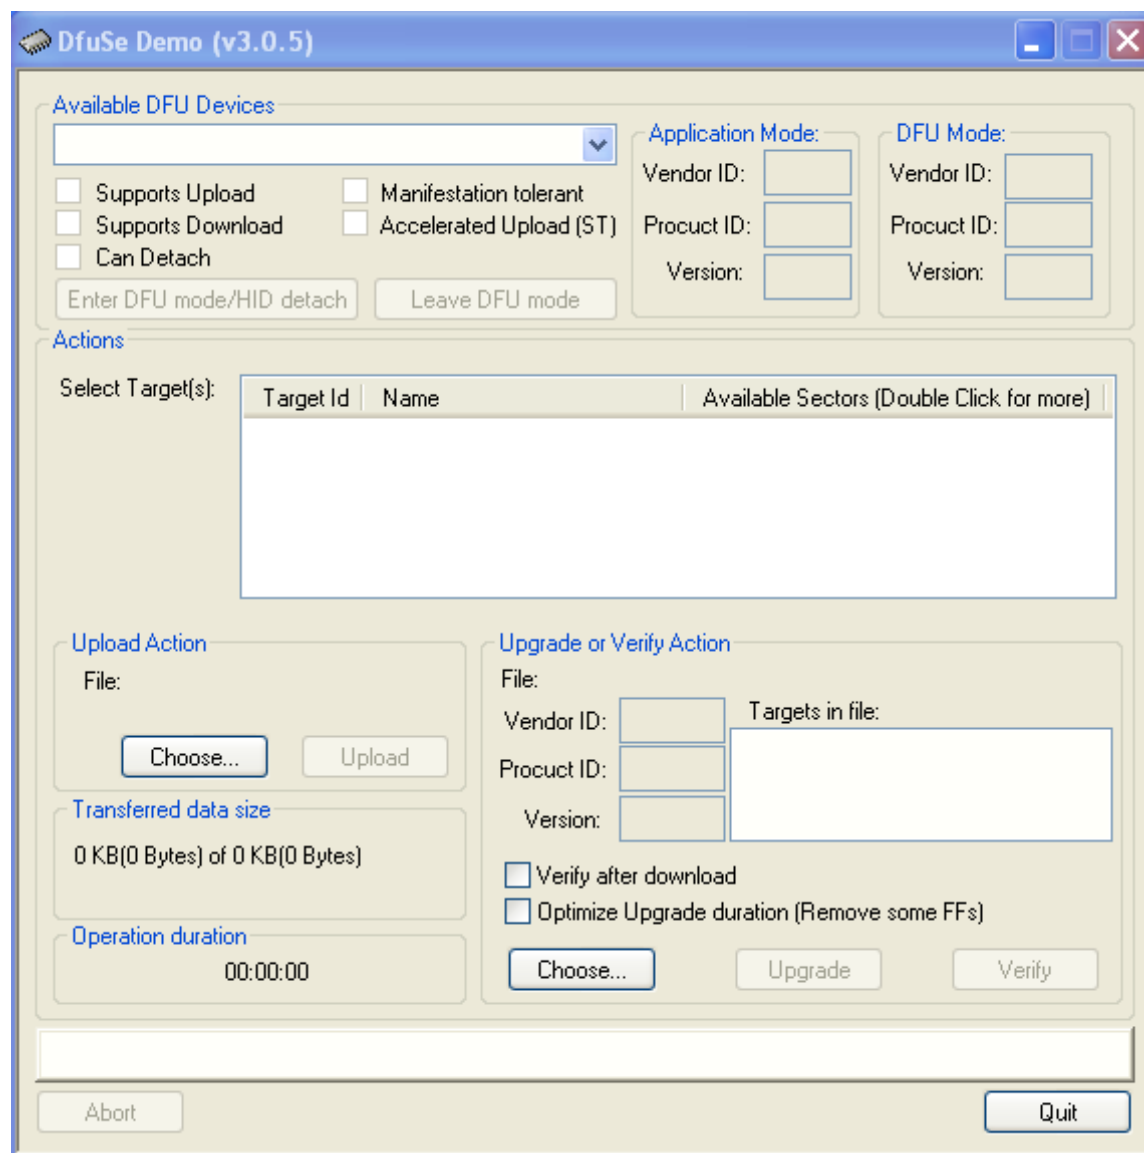 DfuSe Demo (v3.0.5)
Available DFU Devices
Supports Upload
Manifestation tolerant
Supports Download
Accelerated Upload (ST)
Can Detach
Enter DFU mode/HID detach
Leave DFU mode
Application Mode:
Vendor ID:
Procuct ID:
Version:
DFU Mode:
Vendor ID:
Procuct ID:
Version:
Actions
Select Target(s):
Target Id Name Available Sectors (Double Click for more)
Upload Action
File:
Choose...
Upload
Transferred data size
0 KB(0 Bytes) of 0 KB(0 Bytes)
Operation duration
00:00:00
Upgrade or Verify Action
File:
Vendor ID:
Procuct ID:
Version:
Targets in file:
Verify after download
Optimize Upgrade duration (Remove some FFs)
Choose...
Upgrade
Verify
Abort
Quit